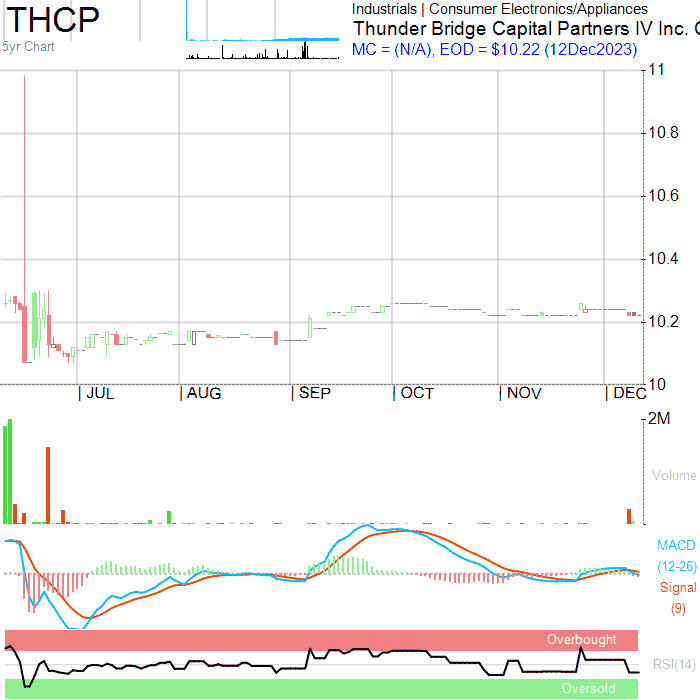 THCP
5yr Chart
Industrials | Consumer Electronics/Appliances
Thunder Bridge Capital Partners IV Inc.
MC = (N/A), EOD = $10.22 (12Dec2023)
11
10.8
10.6
10.4
10.2
10
JUL AUG SEP OCT NOV DEC
2M
Volume
MACD
(12-26)
Signal
(9)
Overbought
RSI(14)
Oversold